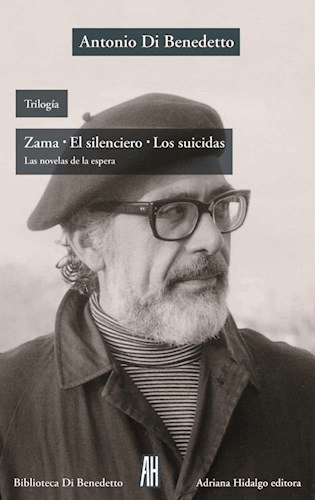 Antonio Di Benedetto
Trilogía
Zama · El silenciero · Los suicidas
Las novelas de la espera
AH
Biblioteca Di Benedetto
Adriana Hidalgo editora